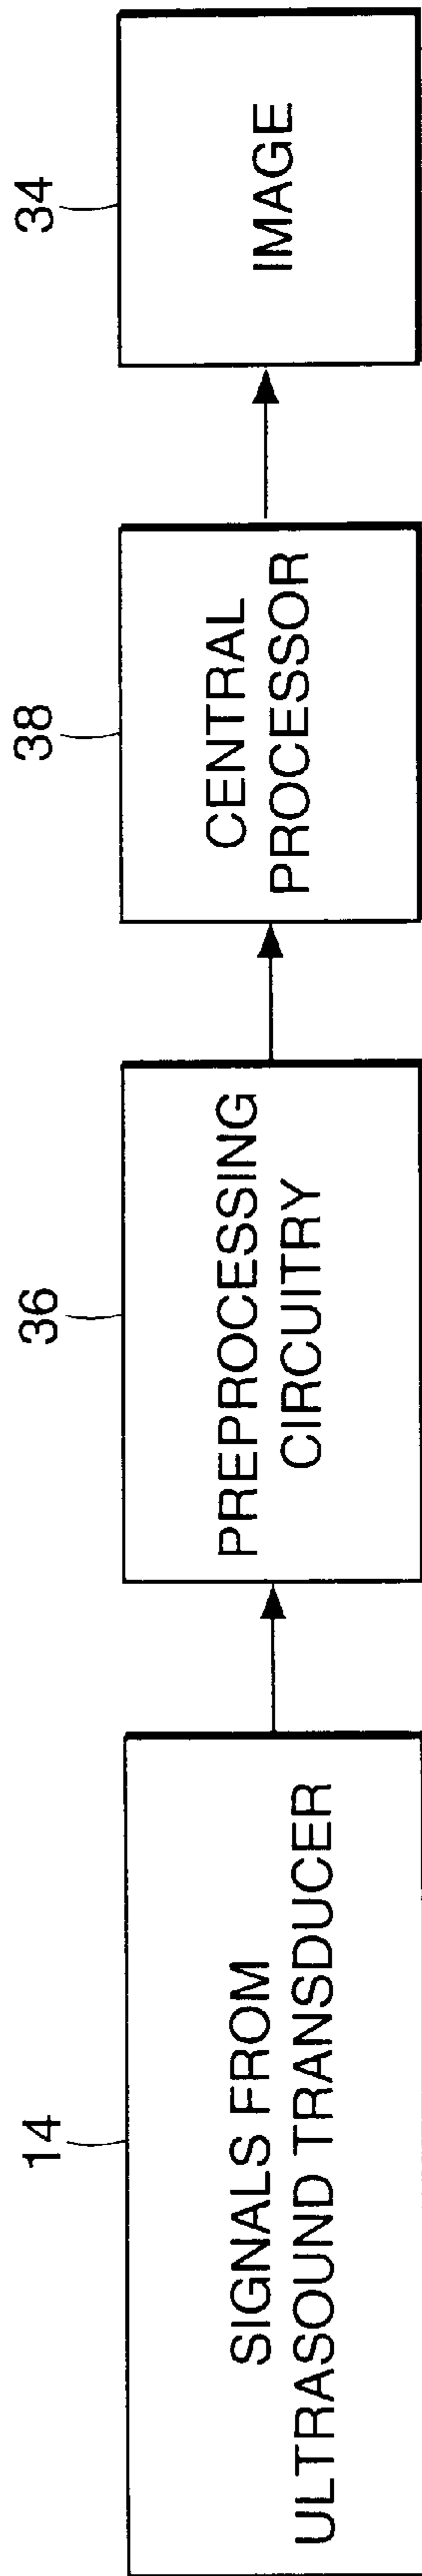 14
SIGNALS FROM
ULTRASOUND TRANSDUCER
36
PREPROCESSING
CIRCUITRY
38
CENTRAL
PROCESSOR
34
IMAGE